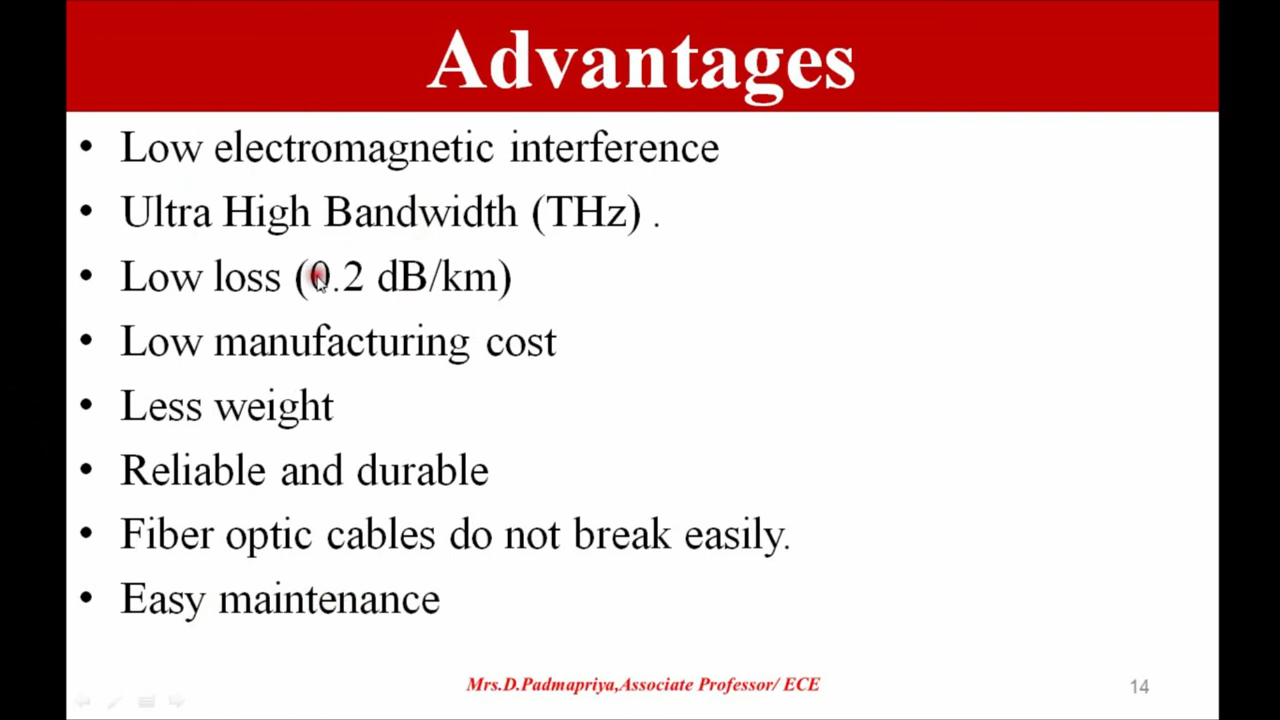 Advantages
• Low electromagnetic interference
• Ultra High Bandwidth (THz) .
• Low loss (0.2 dB/km)
• Low manufacturing cost
• Less weight
• Reliable and durable
• Fiber optic cables do not break easily.
• Easy maintenance
Mrs.D.Padmapriya,Associate Professor/ ECE
14